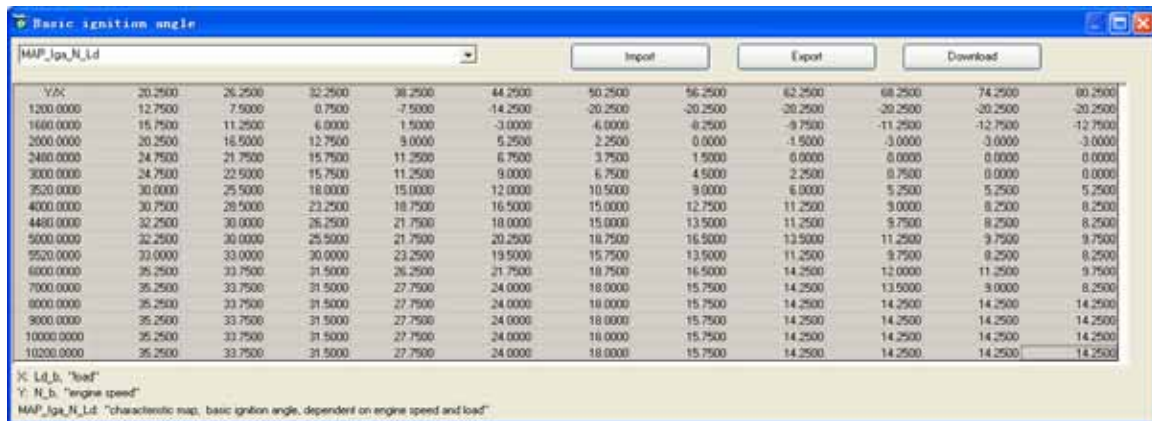 Basic ignition angle
MAP_Iga_N_Ld Import Export Download
Y/X 20.2500 26.2500 32.2500 38.2500 44.2500 50.2500 56.2500 62.2500 68.2500 74.2500 80.2500
1200.0000 12.7500 7.5000 0.7500 -7.5000 -14.2500 -20.2500 -20.2500 -20.2500 -20.2500 -20.2500 -20.2500
1680.0000 15.7500 11.2500 6.0000 1.5000 -3.0000 -6.0000 -8.2500 -9.7500 -11.2500 -12.7500 -12.7500
2000.0000 20.2500 16.5000 12.7500 9.0000 5.2500 2.2500 0.0000 -1.5000 -3.0000 -3.0000 -3.0000
2480.0000 24.7500 21.7500 15.7500 11.2500 6.7500 3.7500 1.5000 0.0000 0.0000 0.0000 0.0000
3000.0000 24.7500 22.5000 15.7500 11.2500 9.0000 6.7500 4.5000 2.2500 0.7500 0.0000 0.0000
3520.0000 30.0000 25.5000 18.0000 15.0000 12.0000 10.5000 9.0000 6.0000 5.2500 5.2500 5.2500
4000.0000 30.7500 28.5000 23.2500 18.7500 16.5000 15.0000 12.7500 11.2500 9.0000 8.2500 8.2500
4480.0000 32.2500 30.0000 26.2500 21.7500 18.0000 15.0000 13.5000 11.2500 9.7500 8.2500 8.2500
5000.0000 32.2500 30.0000 25.5000 21.7500 20.2500 18.7500 16.5000 13.5000 11.2500 9.7500 9.7500
5520.0000 33.0000 33.0000 30.0000 23.2500 19.5000 15.7500 13.5000 11.2500 9.7500 8.2500 8.2500
6000.0000 35.2500 33.7500 31.5000 26.2500 21.7500 18.7500 16.5000 14.2500 12.0000 11.2500 9.7500
7000.0000 35.2500 33.7500 31.5000 27.7500 24.0000 18.0000 15.7500 14.2500 13.5000 9.0000 8.2500
8000.0000 35.2500 33.7500 31.5000 27.7500 24.0000 18.0000 15.7500 14.2500 14.2500 14.2500 14.2500
9000.0000 35.2500 33.7500 31.5000 27.7500 24.0000 18.0000 15.7500 14.2500 14.2500 14.2500 14.2500
10000.0000 35.2500 33.7500 31.5000 27.7500 24.0000 18.0000 15.7500 14.2500 14.2500 14.2500 14.2500
10200.0000 35.2500 33.7500 31.5000 27.7500 24.0000 18.0000 15.7500 14.2500 14.2500 14.2500 14.2500
X: Ld_b, "load"
Y: N_b, "engine speed"
MAP_Iga_N_Ld: "characteristic map, basic ignition angle, dependent on engine speed and load"